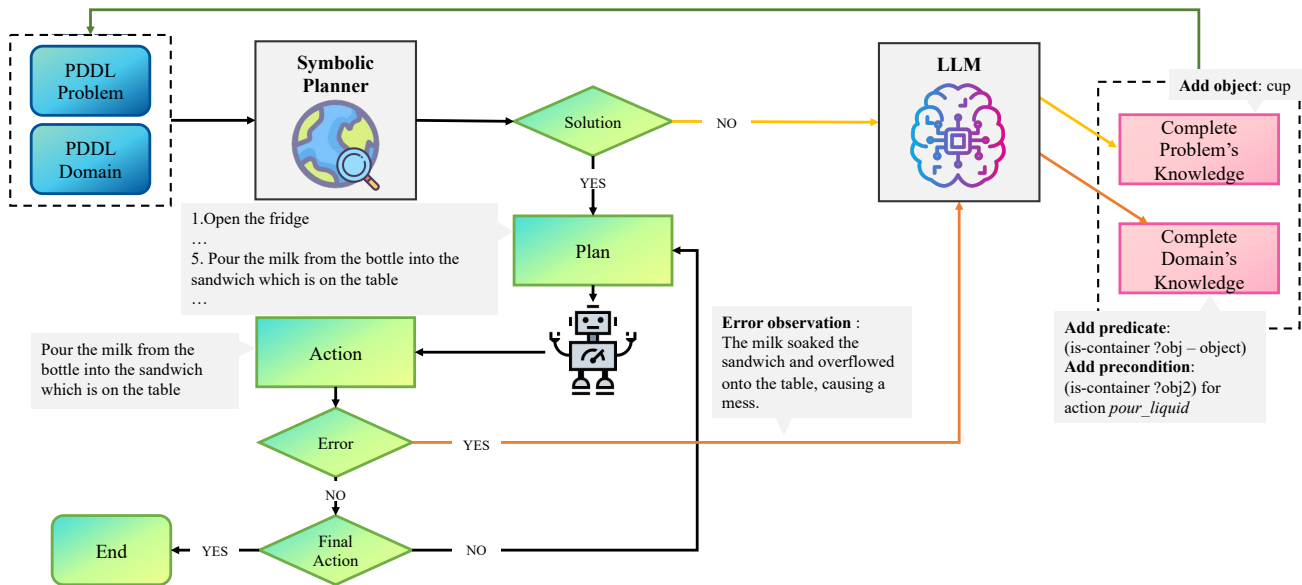 PDDL
Problem
PDDL
Domain
Symbolic
Planner
Solution
NO
YES
LLM
Add object: cup
Complete
Problem's
Knowledge
Complete
Domain's
Knowledge
1.Open the fridge
…
5. Pour the milk from the bottle into the
sandwich which is on the table
…
Plan
Pour the milk from the
bottle into the sandwich
which is on the table
Action
Error observation :
The milk soaked the
sandwich and overflowed
onto the table, causing a
mess.
Add predicate:
(is-container ?obj – object)
Add precondition:
(is-container ?obj2) for
action pour_liquid
Error
YES
NO
End
YES
Final
Action
NO